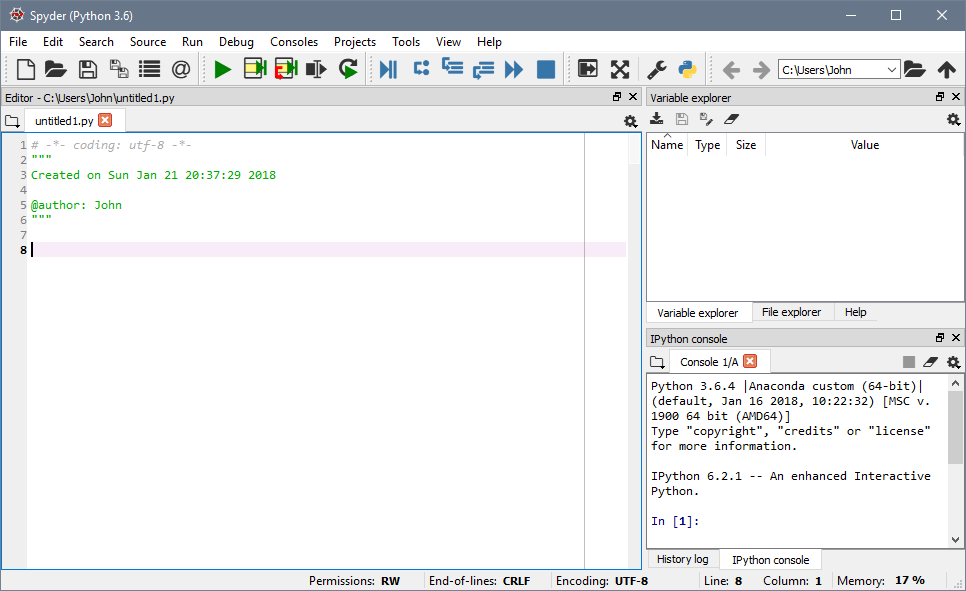 Spyder (Python 3.6)
File Edit Search Source Run Debug Consoles Projects Tools View Help
C:\Users\John
Editor - C:\Users\John\untitled1.py
untitled1.py
1 # -*- coding: utf-8 -*-
2 """
3 Created on Sun Jan 21 20:37:29 2018
4
5 @author: John
6 """
7
8
Variable explorer
Name Type Size Value
Variable explorer File explorer Help
IPython console
Console 1/A
Python 3.6.4 |Anaconda custom (64-bit)|
(default, Jan 16 2018, 10:22:32) [MSC v.
1900 64 bit (AMD64)]
Type "copyright", "credits" or "license"
for more information.
IPython 6.2.1 -- An enhanced Interactive
Python.
In [1]:
History log IPython console
Permissions: RW End-of-lines: CRLF Encoding: UTF-8 Line: 8 Column: 1 Memory: 17 %